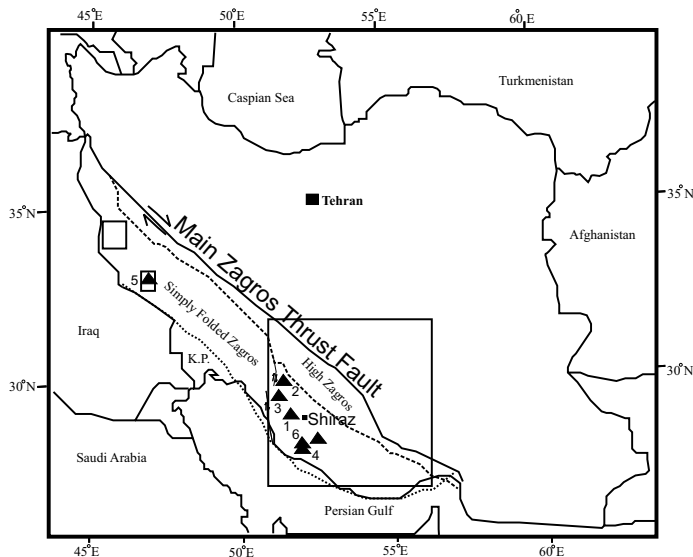 45°E
50°E
55°E
60°E
Caspian Sea
Turkmenistan
Tehran
35°N
35°N
Main Zagros Thrust Fault
Afghanistan
5
Simply Folded Zagros
Iraq
K.P.
High Zagros
30°N
30°N
2
3
1
Shiraz
6
4
Saudi Arabia
Persian Gulf
45°E
50°E
55°E
60°E